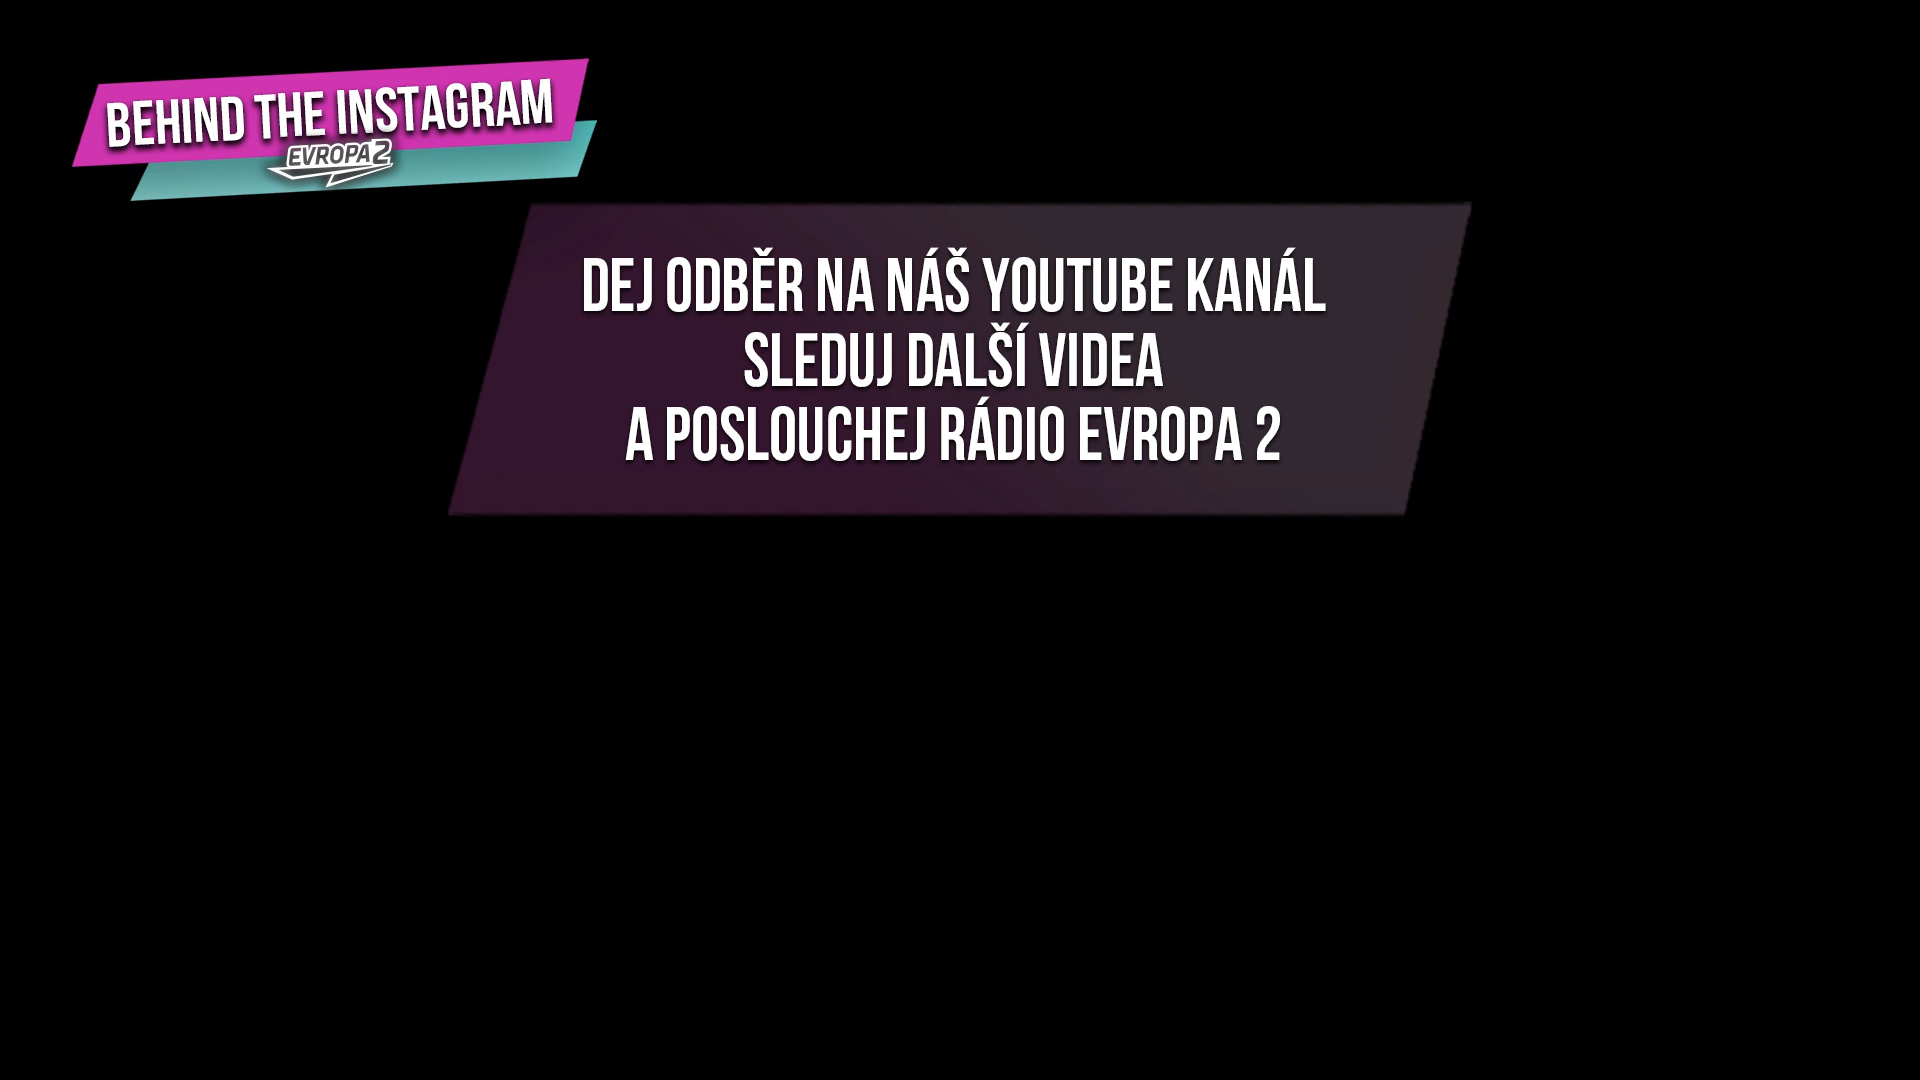 BEHIND THE INSTAGRAM
EVROPA 2
DEJ ODBĚR NA NÁŠ YOUTUBE KANÁL
SLEDUJ DALŠÍ VIDEA
A POSLOUCHEJ RÁDIO EVROPA 2